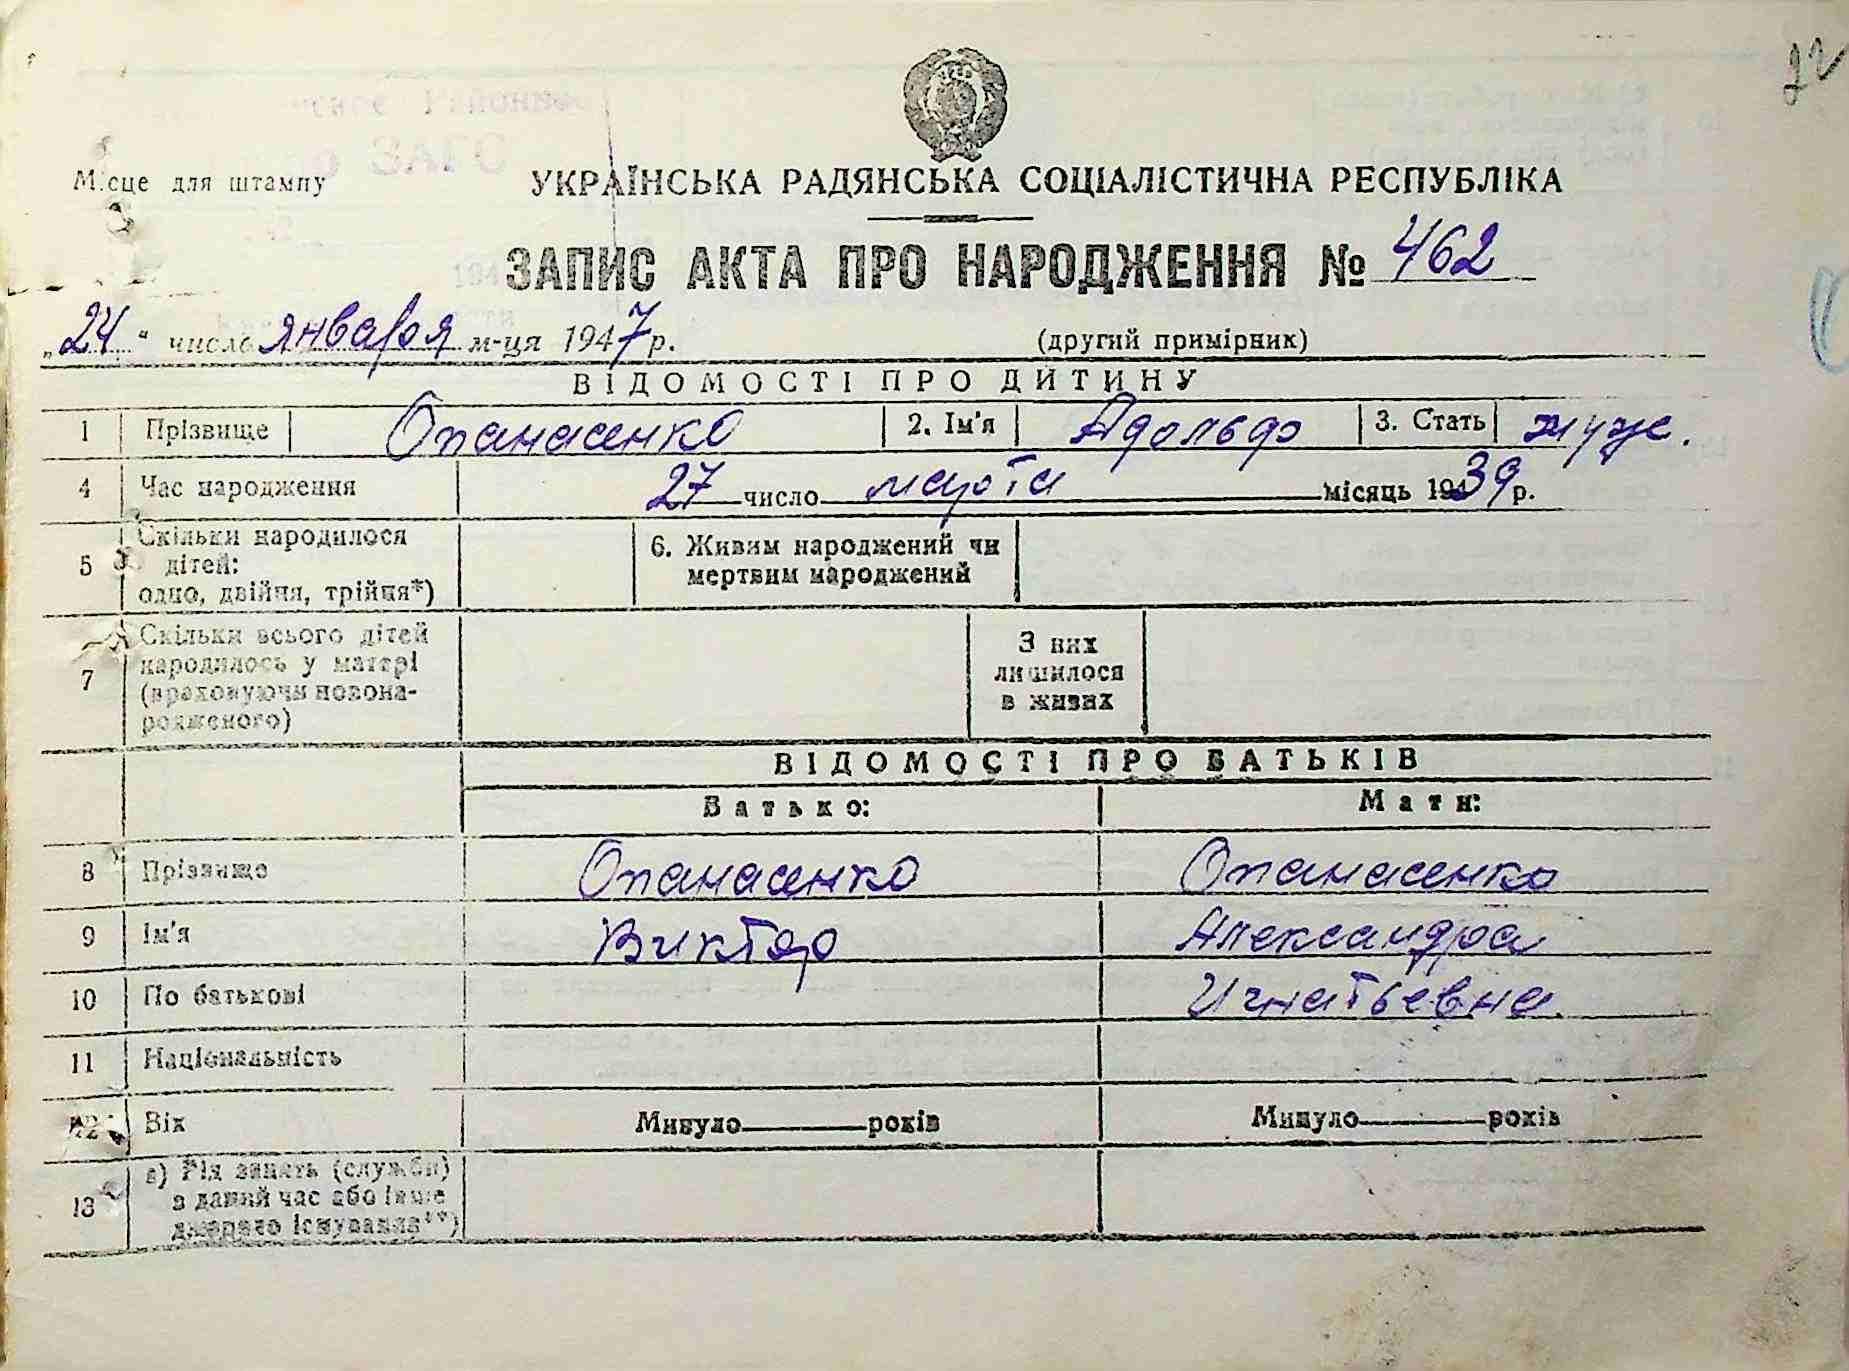 22
Місце для штампу
УКРАЇНСЬКА РАДЯНСЬКА СОЦІАЛІСТИЧНА РЕСПУБЛІКА
ЗАПИС АКТА ПРО НАРОДЖЕННЯ № 462
„24" число января м-ця 1947 р. (другий примірник)
ВІДОМОСТІ ПРО ДИТИНУ
1 Прізвище Опанасенко 2. Ім'я Адольфо 3. Стать муж.
4 Час народження 27 число марта місяць 1939 р.
5 Скільки народилося дітей: одно, двійня, трійня*) 6. Живим народжений чи мертвим народжений
7 Скільки всього дітей народилось у матері (враховуючи новонародженого) З них лишилося в живих
ВІДОМОСТІ ПРО БАТЬКІВ
Батько: Мати:
8 Прізвище Опанасенко Опанасенко
9 Ім'я Виктор Александра
10 По батькові Игнатьевна
11 Національність
12 Вік Минуло років Минуло років
13 а) Рід занять (служби) в даний час або інше джерело існування**)